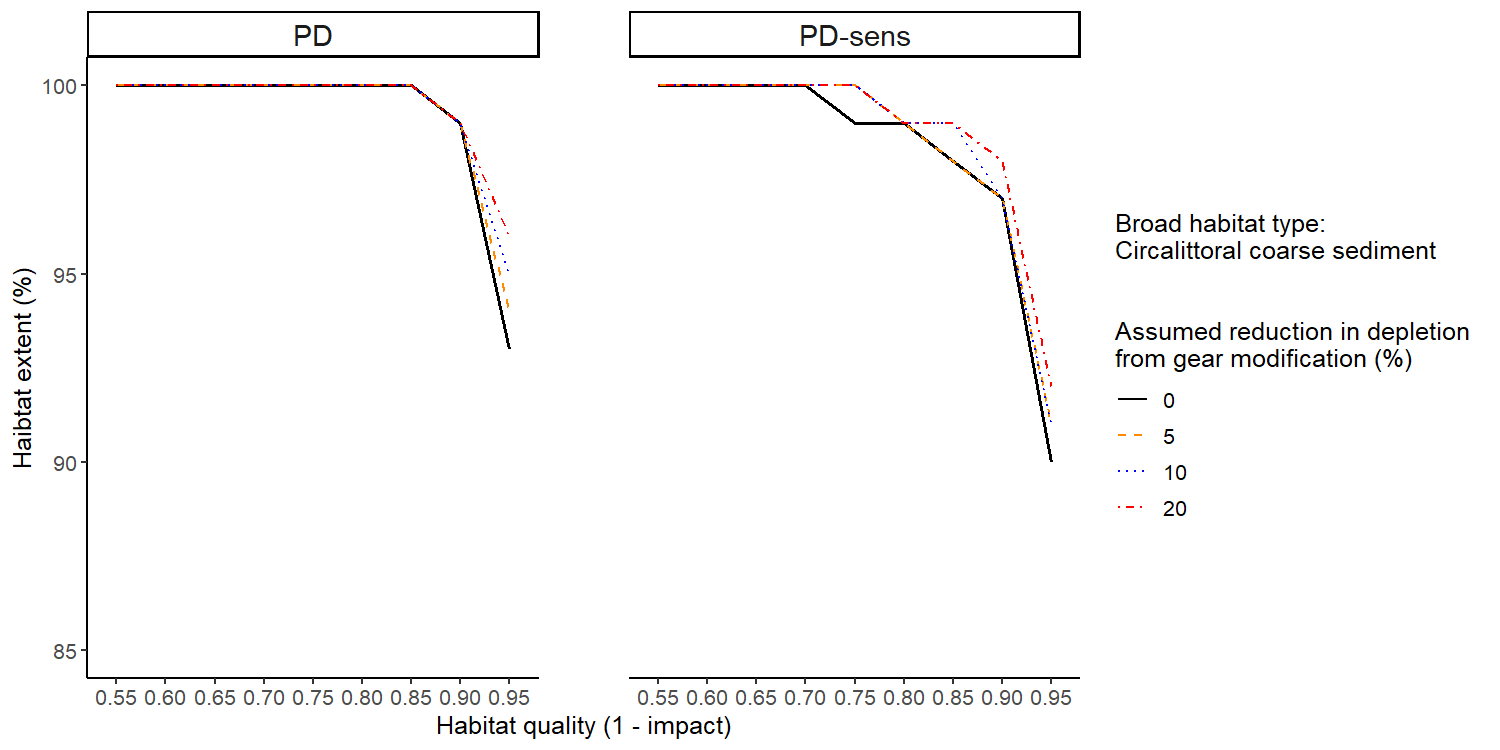 PD
PD-sens
100
95
90
85
Haibtat extent (%)
0.55 0.60 0.65 0.70 0.75 0.80 0.85 0.90 0.95
0.55 0.60 0.65 0.70 0.75 0.80 0.85 0.90 0.95
Habitat quality (1 - impact)
Broad habitat type:
Circalittoral coarse sediment
Assumed reduction in depletion
from gear modification (%)
0
5
10
20